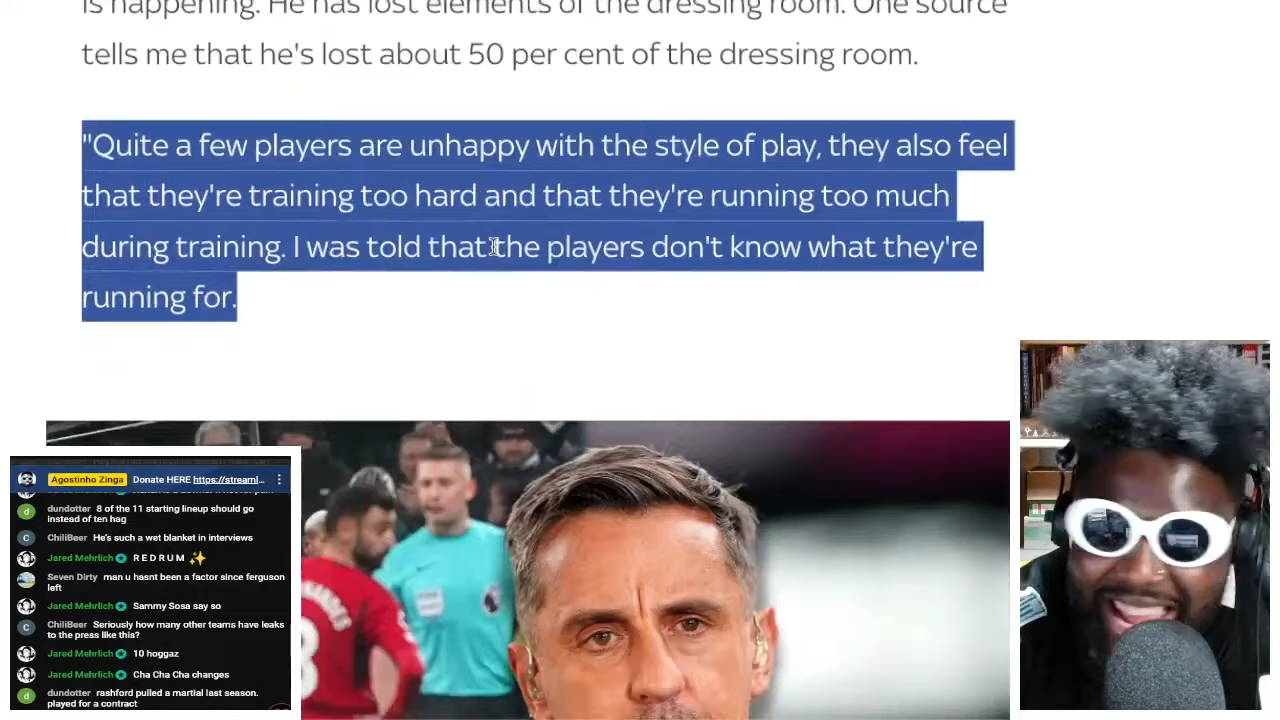 is happening. He has lost elements of the dressing room. One source
tells me that he's lost about 50 per cent of the dressing room.
"Quite a few players are unhappy with the style of play, they also feel
that they're training too hard and that they're running too much
during training. I was told that the players don't know what they're
running for.
Agostinho Zinga Donate HERE https://streaml...
dundotter 8 of the 11 starting lineup should go
instead of ten hag
ChiliBeer He's such a wet blanket in interviews
Jared Mehrlich R E D R U M ✨
Seven Dirty man u hasnt been a factor since ferguson
left
Jared Mehrlich Sammy Sosa say so
ChiliBeer Seriously how many other teams have leaks
to the press like this?
Jared Mehrlich 10 hoggaz
Jared Mehrlich Cha Cha Cha changes
dundotter rashford pulled a martial last season.
played for a contract